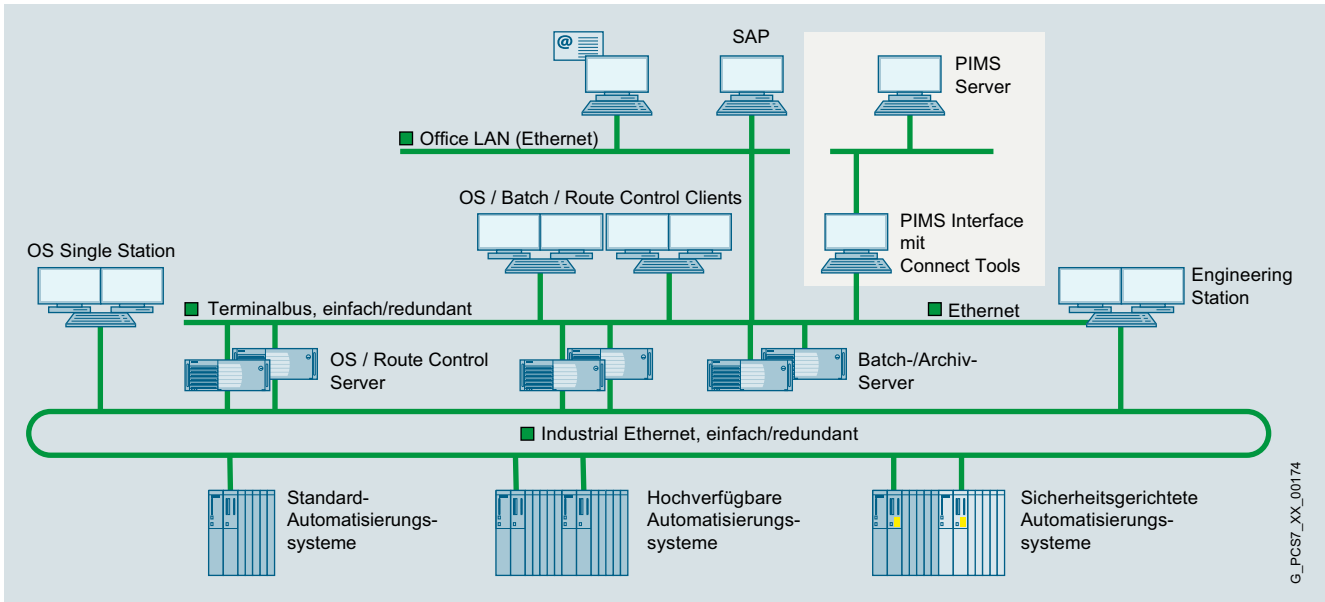 @
SAP
PIMS
Server
Office LAN (Ethernet)
OS / Batch / Route Control Clients
PIMS Interface
mit
Connect Tools
OS Single Station
Engineering
Station
Terminalbus, einfach/redundant
Ethernet
OS / Route Control
Server
Batch-/Archiv-
Server
Industrial Ethernet, einfach/redundant
Standard-
Automatisierungs-
systeme
Hochverfügbare
Automatisierungs-
systeme
Sicherheitsgerichtete
Automatisierungs-
systeme
G_PCS7_XX_00174